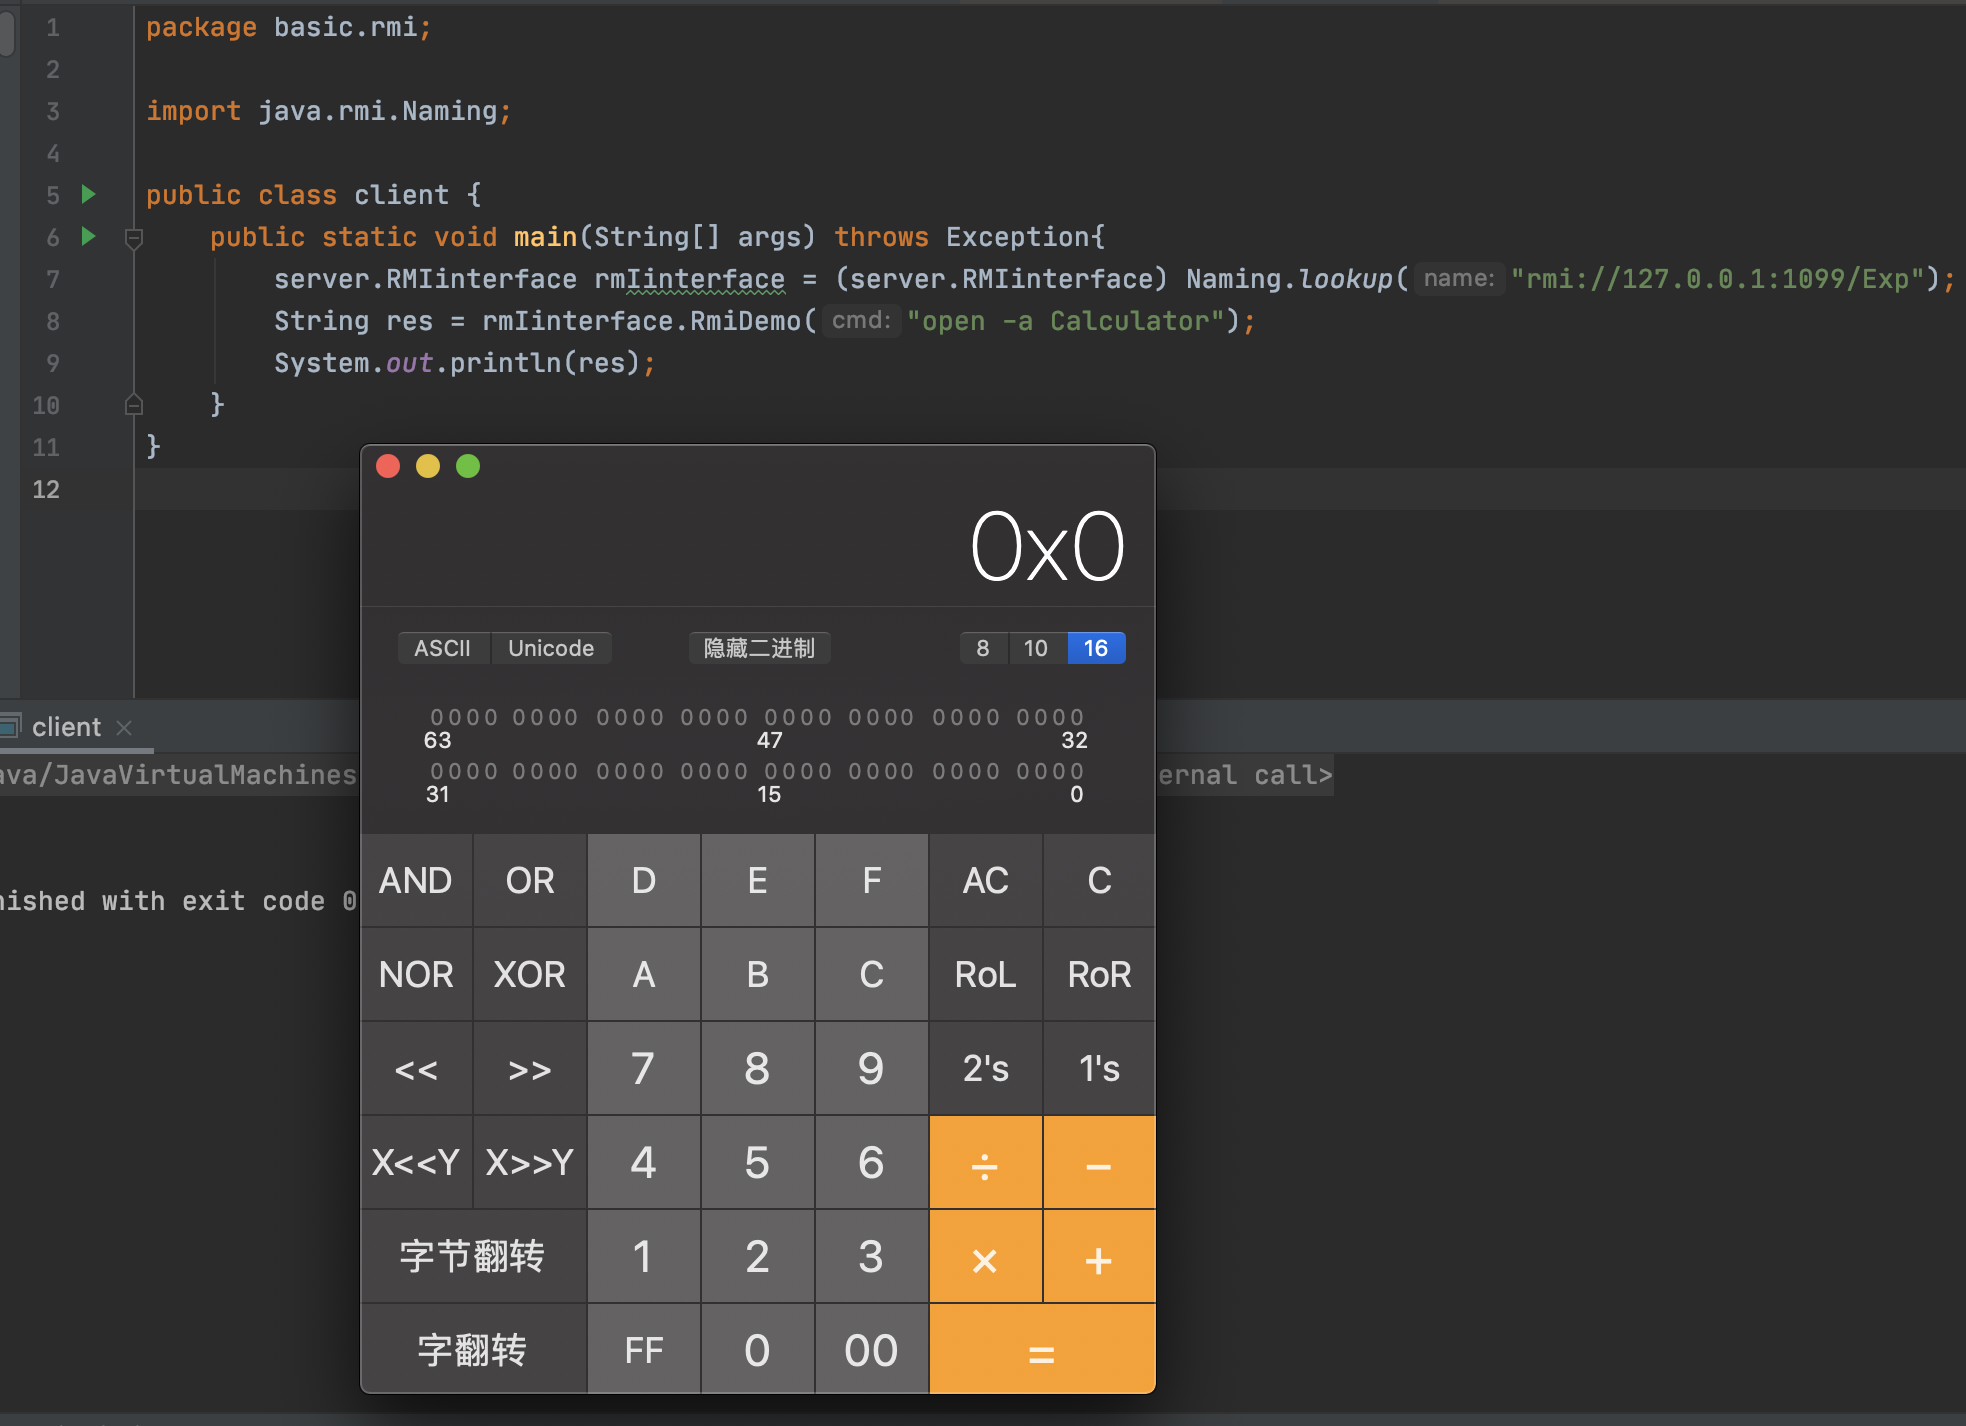 1 package basic.rmi;
2
3 import java.rmi.Naming;
4
5 public class client {
6 public static void main(String[] args) throws Exception{
7 server.RMIinterface rmIinterface = (server.RMIinterface) Naming.lookup( name: "rmi://127.0.0.1:1099/Exp");
8 String res = rmIinterface.RmiDemo( cmd: "open -a Calculator");
9 System.out.println(res);
10 }
11 }
12
0x0
ASCII Unicode 隐藏二进制 8 10 16
0000 0000 0000 0000 0000 0000 0000 0000
63 47 32
0000 0000 0000 0000 0000 0000 0000 0000
31 15 0
AND OR D E F AC C
NOR XOR A B C RoL RoR
<< >> 7 8 9 2's 1's
X<<Y X>>Y 4 5 6 ÷ −
字节翻转 1 2 3 × +
字翻转 FF 0 00 =
client
ava/JavaVirtualMachines ernal call>
nished with exit code 0